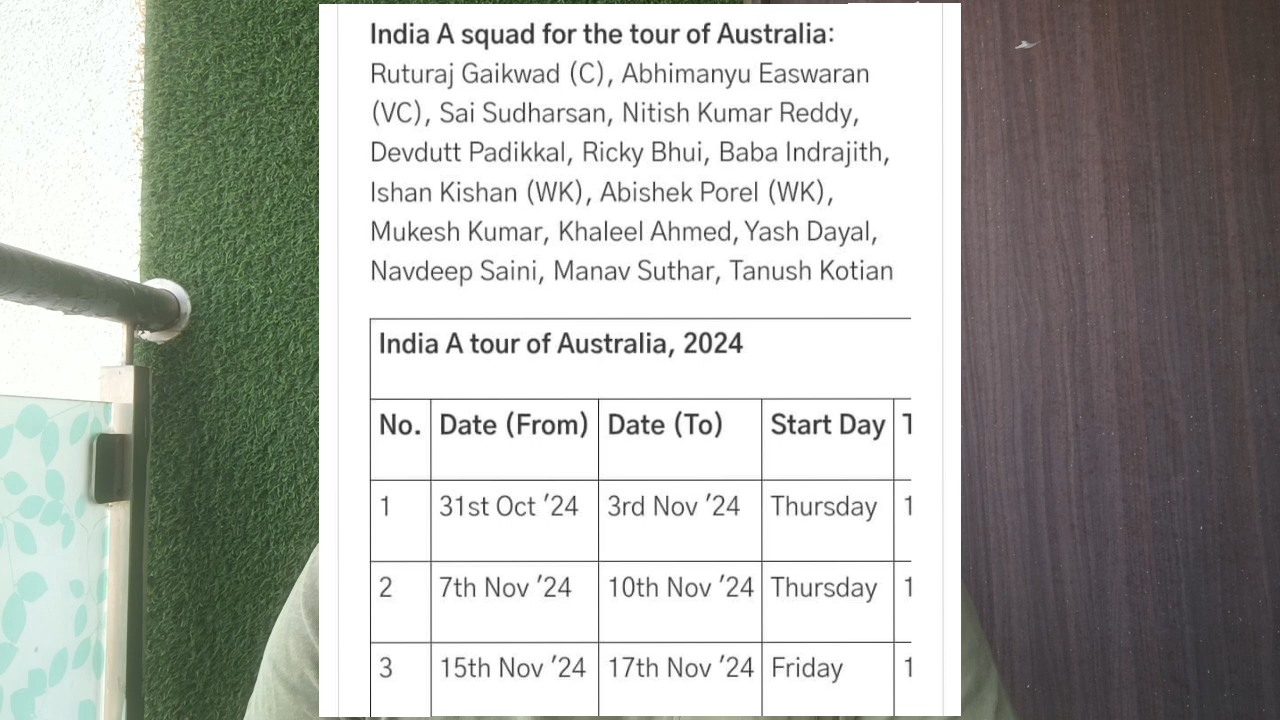 India A squad for the tour of Australia:
Ruturaj Gaikwad (C), Abhimanyu Easwaran
(VC), Sai Sudharsan, Nitish Kumar Reddy,
Devdutt Padikkal, Ricky Bhui, Baba Indrajith,
Ishan Kishan (WK), Abishek Porel (WK),
Mukesh Kumar, Khaleel Ahmed, Yash Dayal,
Navdeep Saini, Manav Suthar, Tanush Kotian
India A tour of Australia, 2024
No. Date (From) Date (To) Start Day
1 31st Oct '24 3rd Nov '24 Thursday
2 7th Nov '24 10th Nov '24 Thursday
3 15th Nov '24 17th Nov '24 Friday